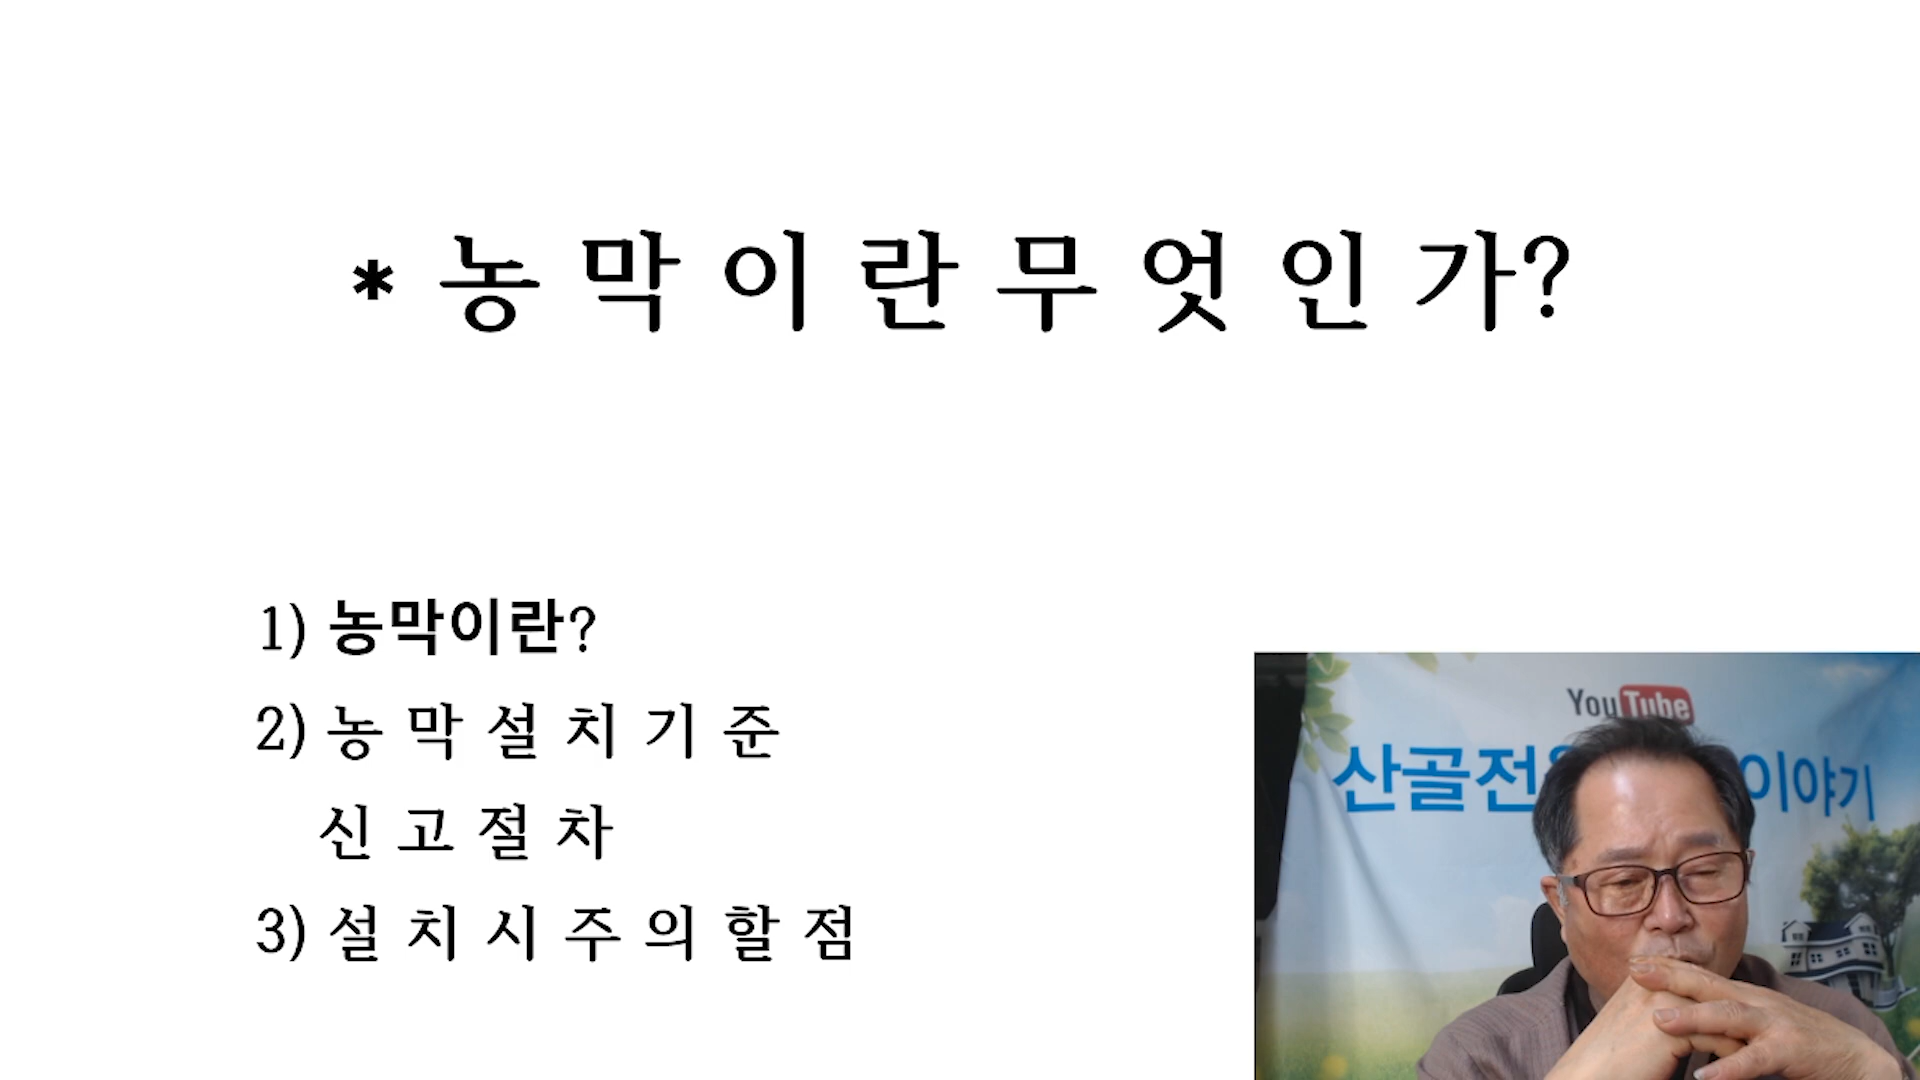 * 농 막 이 란 무 엇 인 가?
1) 농막이란?
2) 농 막 설 치 기 준
신 고 절 차
3) 설 치 시 주 의 할 점
YouTube
산골전 이야기